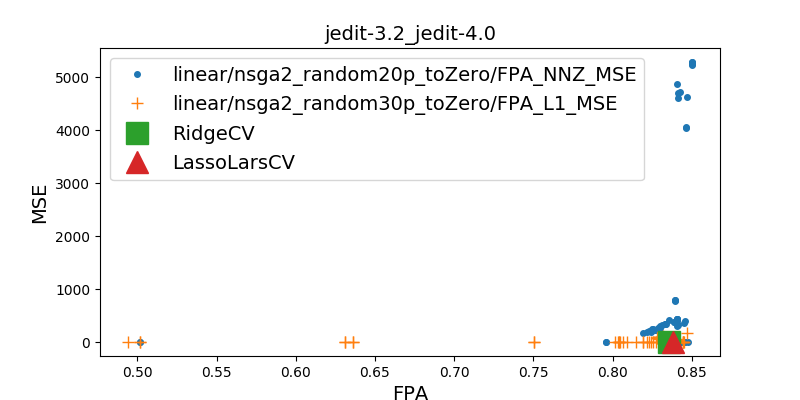 jedit-3.2_jedit-4.0
linear/nsga2_random20p_toZero/FPA_NNZ_MSE
linear/nsga2_random30p_toZero/FPA_L1_MSE
RidgeCV
LassoLarsCV
MSE
5000
4000
3000
2000
1000
0
0.50 0.55 0.60 0.65 0.70 0.75 0.80 0.85
FPA